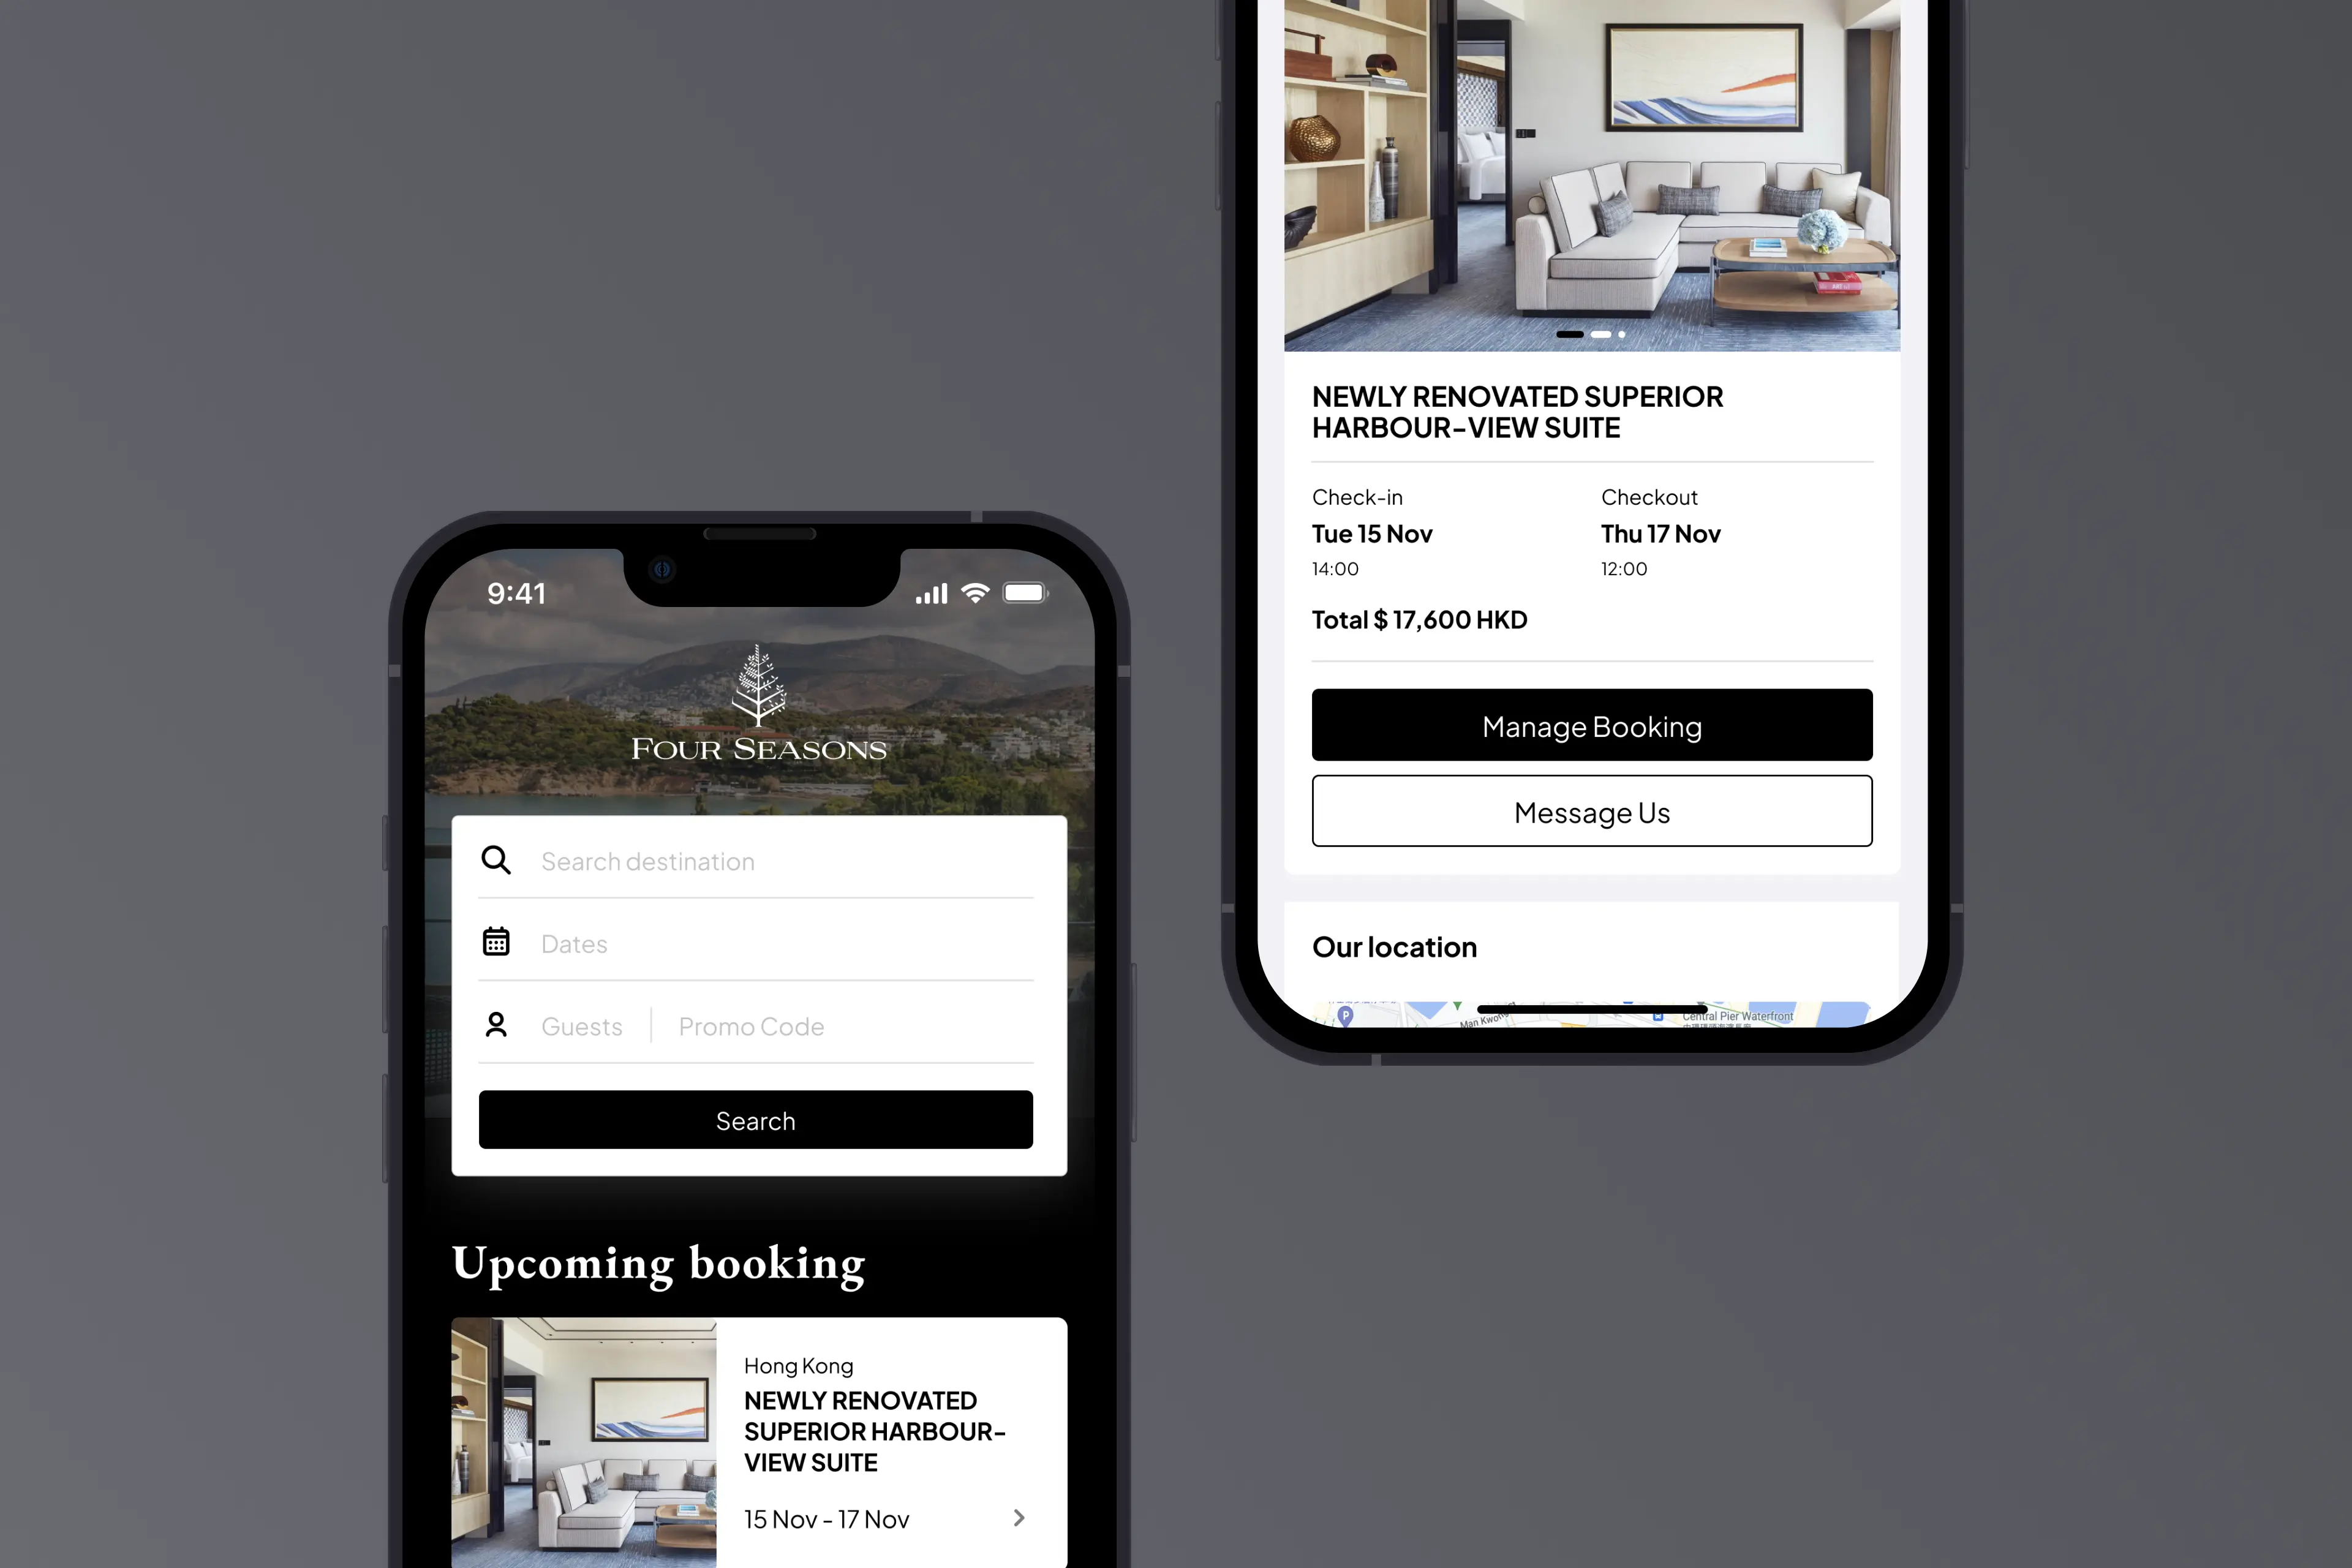 9:41
FOUR SEASONS
Search destination
Dates
Guests
Promo Code
Search
Upcoming booking
Hong Kong
NEWLY RENOVATED
SUPERIOR HARBOUR-
VIEW SUITE
15 Nov - 17 Nov
NEWLY RENOVATED SUPERIOR
HARBOUR-VIEW SUITE
Check-in
Tue 15 Nov
14:00
Checkout
Thu 17 Nov
12:00
Total $ 17,600 HKD
Manage Booking
Message Us
Our location
P
Man Kwong
Central Pier Waterfront